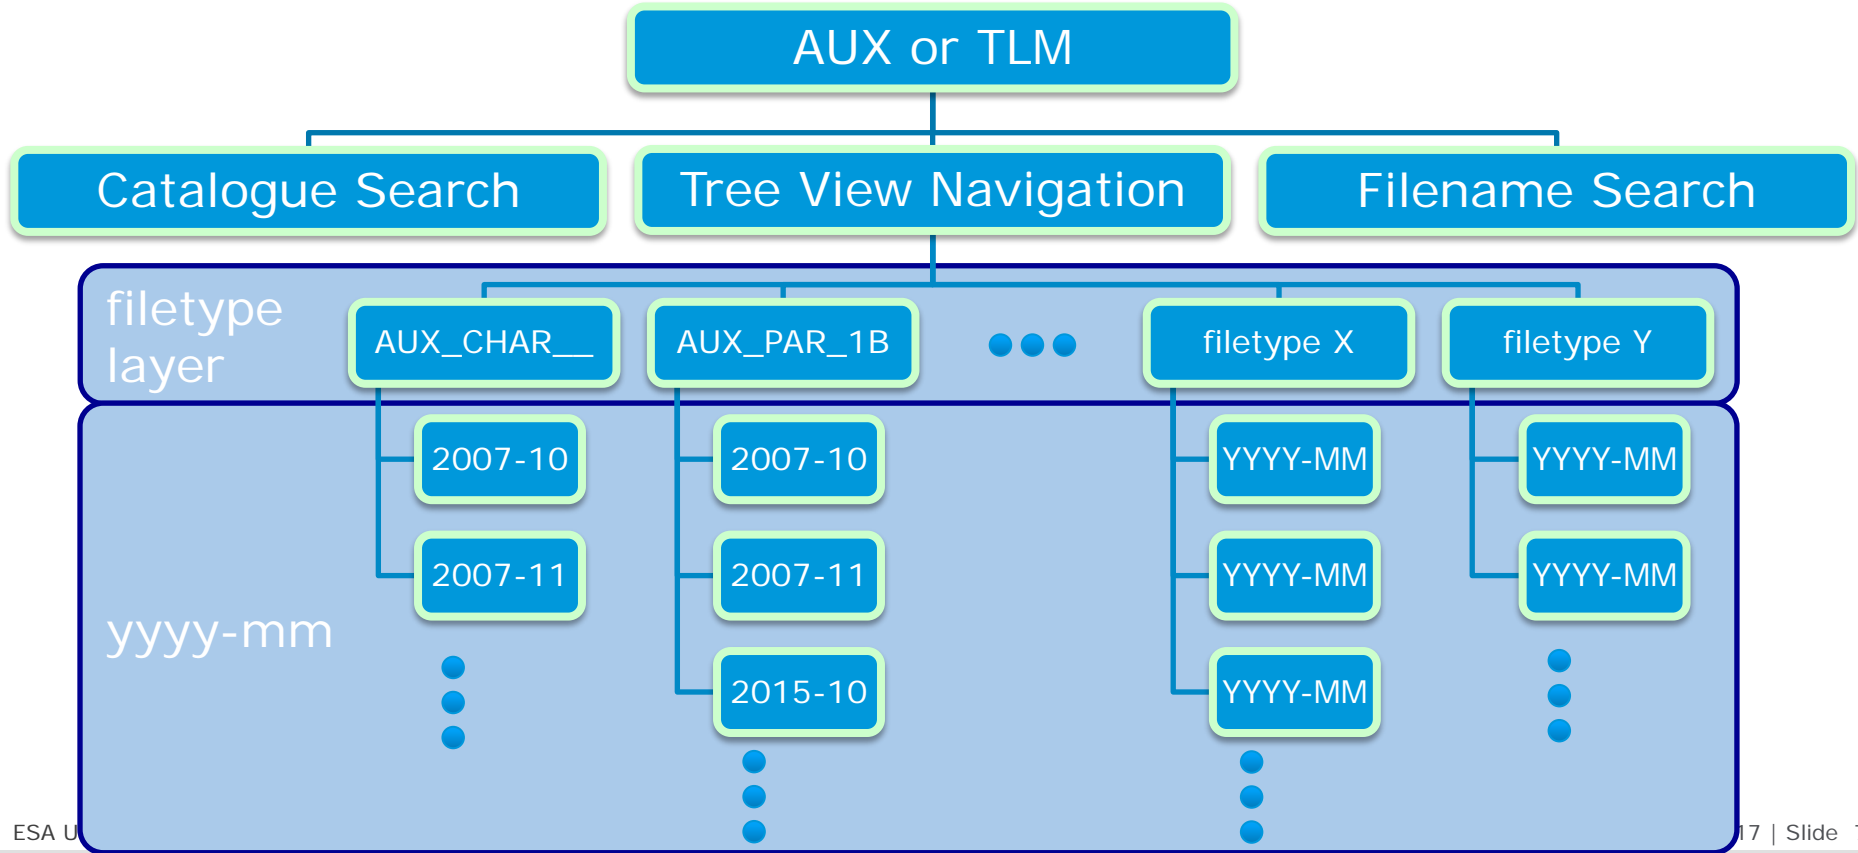 AUX or TLM
Catalogue Search
Tree View Navigation
Filename Search
filetype
layer
AUX_CHAR__
AUX_PAR_1B
filetype X
filetype Y
yyyy-mm
2007-10
2007-11
2007-10
2007-11
2015-10
YYYY-MM
YYYY-MM
YYYY-MM
YYYY-MM
YYYY-MM
ESA
17 | Slide